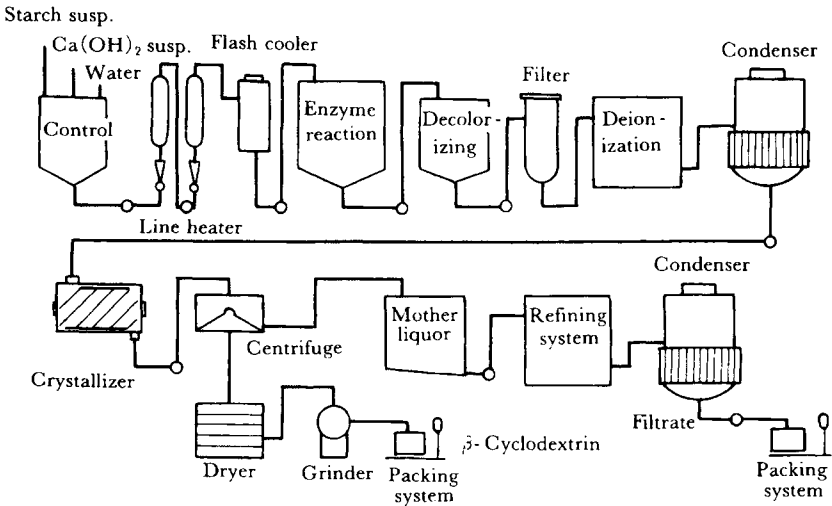 Starch susp.
Ca(OH)₂ susp.
Water
Flash cooler
Condenser
Control
Enzyme
reaction
Decolor-
izing
Filter
Deion-
ization
Line heater
Crystallizer
Centrifuge
Mother
liquor
Refining
system
Condenser
Dryer
Grinder
Packing
system
β-Cyclodextrin
Filtrate
Packing
system